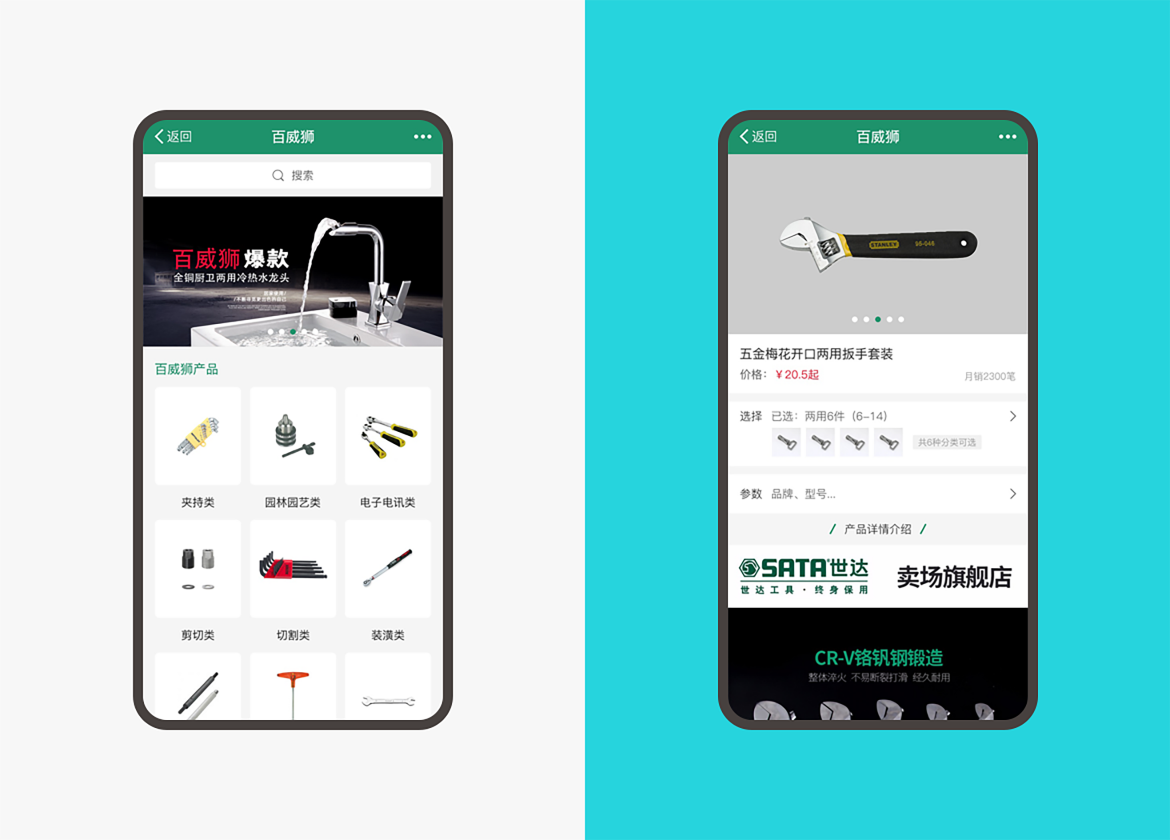 返回
百威狮
搜索
百威狮 爆款
全铜厨卫两用冷热水龙头
百威狮产品
夹持类
园林园艺类
电子电讯类
剪切类
切割类
装潢类
返回
百威狮
STANLEY
五金梅花开口两用扳手套装
价格：￥20.5起
月销2300笔
选择 已选：两用6件（6-14）
共6种分类可选
参数 品牌、型号...
/ 产品详情介绍 /
SATA®世达
世达工具·终身保用
卖场旗舰店
CR-V铬钒钢锻造
整体淬火 不易断裂打滑 经久耐用